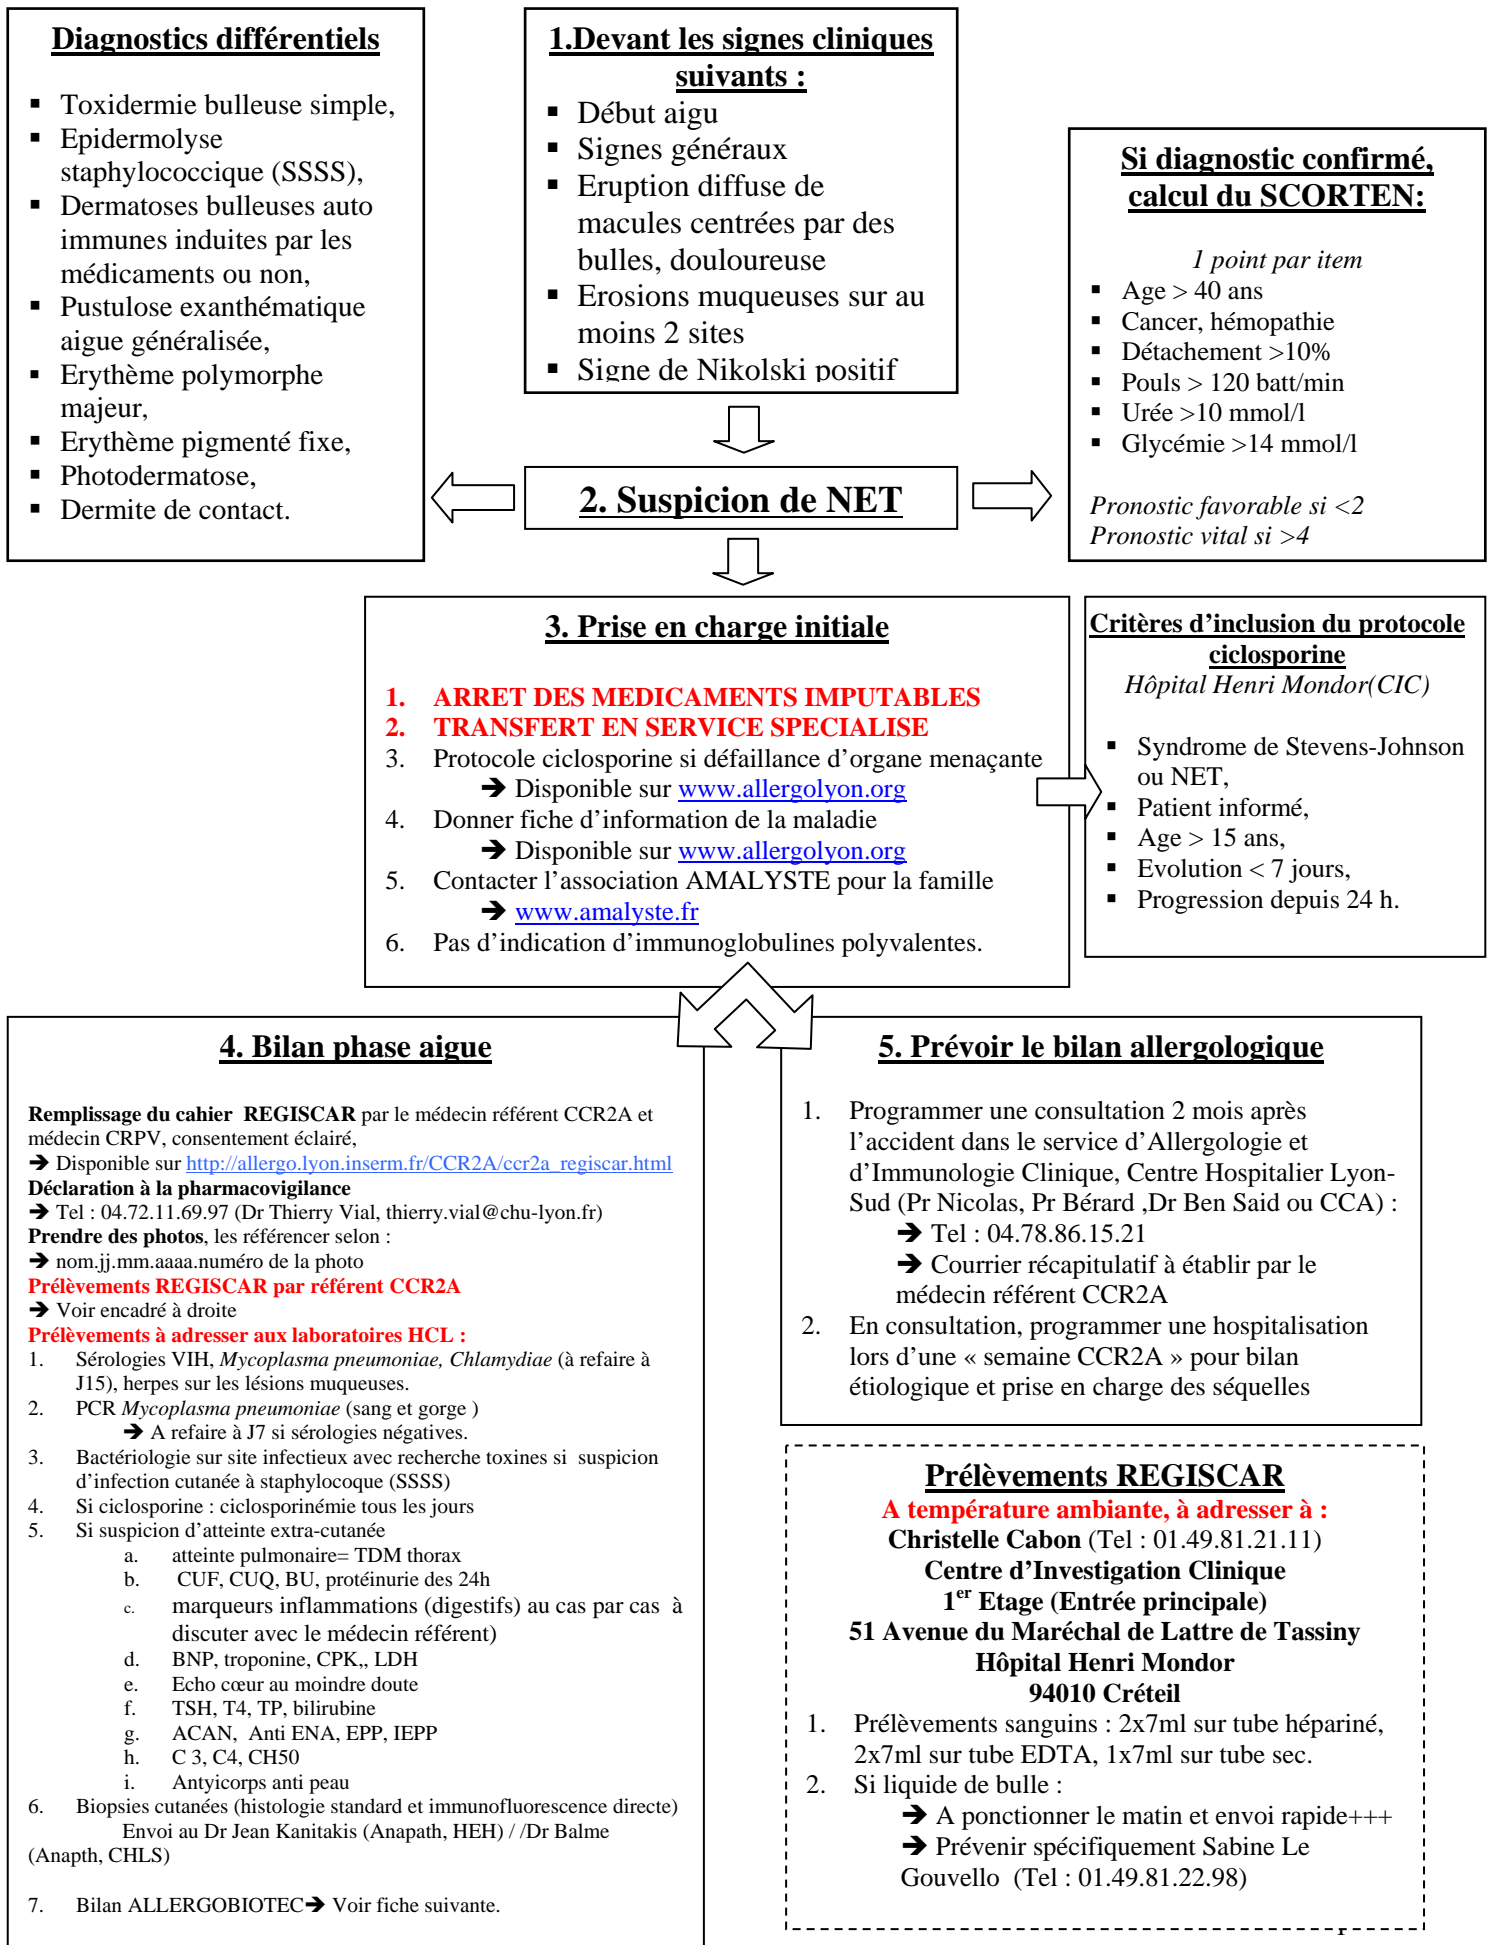 Diagnostics différentiels
▪ Toxidermie bulleuse simple,
▪ Epidermolyse
staphylococcique (SSSS),
▪ Dermatoses bulleuses auto
immunes induites par les
médicaments ou non,
▪ Pustulose exanthématique
aigue généralisée,
▪ Erythème polymorphe
majeur,
▪ Erythème pigmenté fixe,
▪ Photodermatose,
▪ Dermite de contact.
1.Devant les signes cliniques
suivants :
▪ Début aigu
▪ Signes généraux
▪ Eruption diffuse de
macules centrées par des
bulles, douloureuse
▪ Erosions muqueuses sur au
moins 2 sites
▪ Signe de Nikolski positif
Si diagnostic confirmé,
calcul du SCORTEN:
1 point par item
▪ Age > 40 ans
▪ Cancer, hémopathie
▪ Détachement >10%
▪ Pouls > 120 batt/min
▪ Urée >10 mmol/l
▪ Glycémie >14 mmol/l
Pronostic favorable si <2
Pronostic vital si >4
2. Suspicion de NET
3. Prise en charge initiale
1. ARRET DES MEDICAMENTS IMPUTABLES
2. TRANSFERT EN SERVICE SPECIALISE
3. Protocole ciclosporine si défaillance d’organe menaçante
➔ Disponible sur www.allergolyon.org
4. Donner fiche d’information de la maladie
➔ Disponible sur www.allergolyon.org
5. Contacter l’association AMALYSTE pour la famille
➔ www.amalyste.fr
6. Pas d’indication d’immunoglobulines polyvalentes.
Critères d’inclusion du protocole
ciclosporine
Hôpital Henri Mondor(CIC)
▪ Syndrome de Stevens-Johnson
ou NET,
▪ Patient informé,
▪ Age > 15 ans,
▪ Evolution < 7 jours,
▪ Progression depuis 24 h.
4. Bilan phase aigue
Remplissage du cahier REGISCAR par le médecin référent CCR2A et
médecin CRPV, consentement éclairé,
➔ Disponible sur http://allergo.lyon.inserm.fr/CCR2A/ccr2a_regiscar.html
Déclaration à la pharmacovigilance
➔ Tel : 04.72.11.69.97 (Dr Thierry Vial, thierry.vial@chu-lyon.fr)
Prendre des photos, les référencer selon :
➔ nom.jj.mm.aaaa.numéro de la photo
Prélèvements REGISCAR par référent CCR2A
➔ Voir encadré à droite
Prélèvements à adresser aux laboratoires HCL :
1. Sérologies VIH, Mycoplasma pneumoniae, Chlamydiae (à refaire à
J15), herpes sur les lésions muqueuses.
2. PCR Mycoplasma pneumoniae (sang et gorge )
➔ A refaire à J7 si sérologies négatives.
3. Bactériologie sur site infectieux avec recherche toxines si suspicion
d’infection cutanée à staphylocoque (SSSS)
4. Si ciclosporine : ciclosporinémie tous les jours
5. Si suspicion d’atteinte extra-cutanée
a. atteinte pulmonaire= TDM thorax
b. CUF, CUQ, BU, protéinurie des 24h
c. marqueurs inflammations (digestifs) au cas par cas à
discuter avec le médecin référent)
d. BNP, troponine, CPK,, LDH
e. Echo cœur au moindre doute
f. TSH, T4, TP, bilirubine
g. ACAN, Anti ENA, EPP, IEPP
h. C 3, C4, CH50
i. Antyicorps anti peau
6. Biopsies cutanées (histologie standard et immunofluorescence directe)
Envoi au Dr Jean Kanitakis (Anapath, HEH) / /Dr Balme
(Anapth, CHLS)
7. Bilan ALLERGOBIOTEC➔ Voir fiche suivante.
5. Prévoir le bilan allergologique
1. Programmer une consultation 2 mois après
l’accident dans le service d’Allergologie et
d’Immunologie Clinique, Centre Hospitalier Lyon-
Sud (Pr Nicolas, Pr Bérard ,Dr Ben Said ou CCA) :
➔ Tel : 04.78.86.15.21
➔ Courrier récapitulatif à établir par le
médecin référent CCR2A
2. En consultation, programmer une hospitalisation
lors d’une « semaine CCR2A » pour bilan
étiologique et prise en charge des séquelles
Prélèvements REGISCAR
A température ambiante, à adresser à :
Christelle Cabon (Tel : 01.49.81.21.11)
Centre d’Investigation Clinique
1er Etage (Entrée principale)
51 Avenue du Maréchal de Lattre de Tassiny
Hôpital Henri Mondor
94010 Créteil
1. Prélèvements sanguins : 2x7ml sur tube hépariné,
2x7ml sur tube EDTA, 1x7ml sur tube sec.
2. Si liquide de bulle :
➔ A ponctionner le matin et envoi rapide+++
➔ Prévenir spécifiquement Sabine Le
Gouvello (Tel : 01.49.81.22.98)